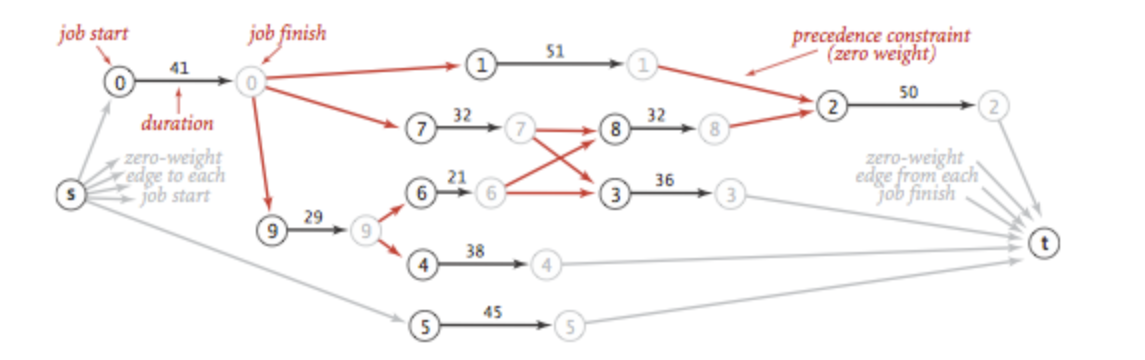 job start
job finish
precedence constraint
(zero weight)
41
51
0
0
1
1
50
duration
32
32
2
2
7
7
8
8
zero-weight
edge to each
job start
zero-weight
edge from each
job finish
21
36
s
6
6
3
3
29
9
9
38
t
4
4
45
5
5